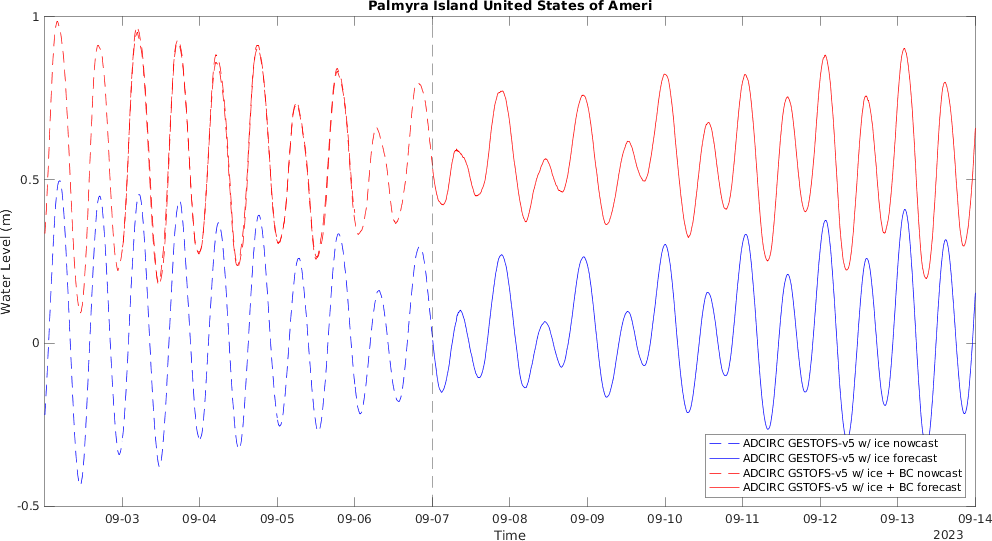 Palmyra Island United States of Ameri
Water Level (m)
1
0.5
0
-0.5
ADCIRC GESTOFS-v5 w/ ice nowcast
ADCIRC GESTOFS-v5 w/ ice forecast
ADCIRC GSTOFS-v5 w/ ice + BC nowcast
ADCIRC GSTOFS-v5 w/ ice + BC forecast
09-03 09-04 09-05 09-06 09-07 09-08 09-09 09-10 09-11 09-12 09-13 09-14
Time
2023